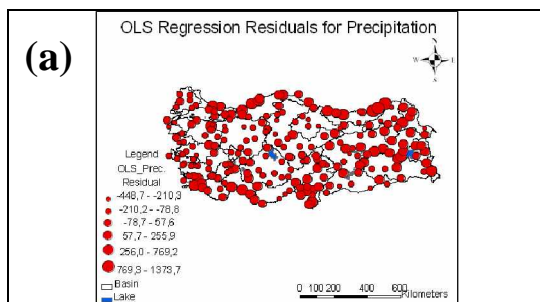 OLS Regression Residuals for Precipitation
(a)
N
W E
S
Legend
OLS_Prec.
Residual
-448,7 - -210,3
-210,2 - -78,8
-78,7 - 57,6
57,7 - 255,9
256,0 - 769,2
769,3 - 1373,7
Basin
Lake
0 100 200 400 600
Kilometers